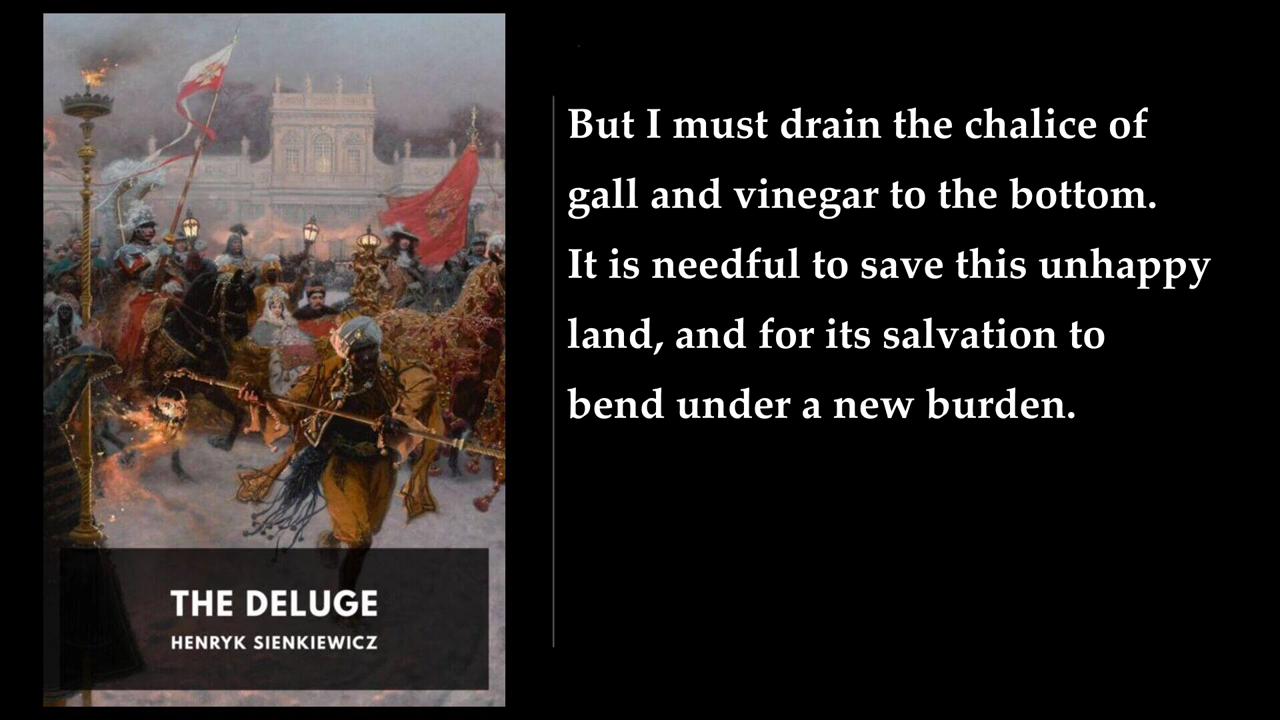 But I must drain the chalice of
gall and vinegar to the bottom.
It is needful to save this unhappy
land, and for its salvation to
bend under a new burden.
THE DELUGE
HENRYK SIENKIEWICZ